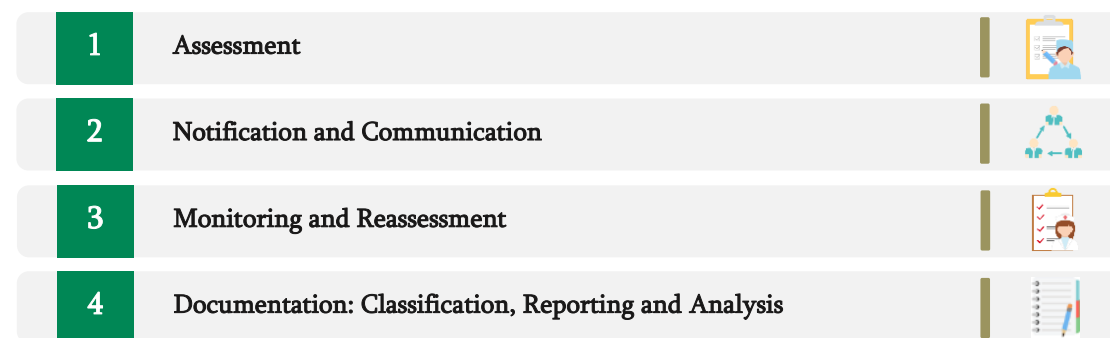 1 Assessment
2 Notification and Communication
3 Monitoring and Reassessment
4 Documentation: Classification, Reporting and Analysis